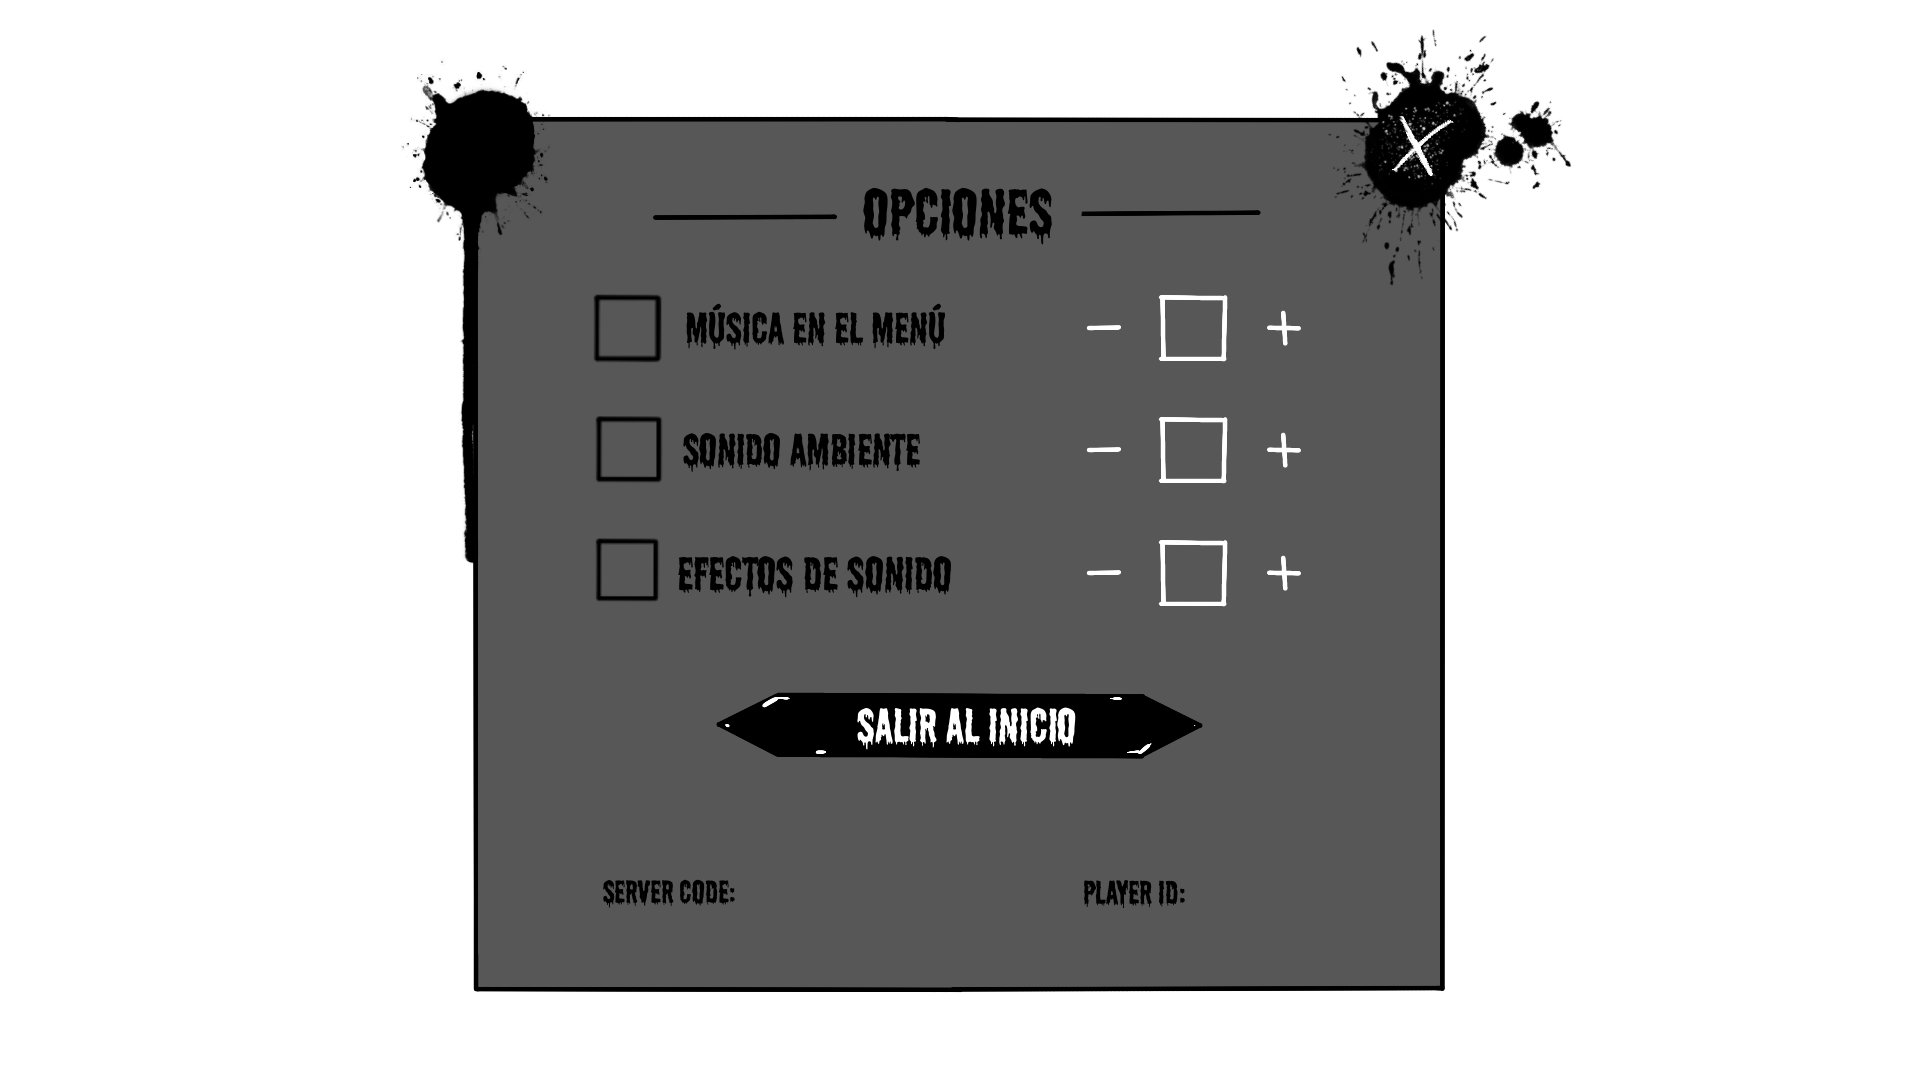 OPCIONES
MÚSICA EN EL MENÚ - +
SONIDO AMBIENTE - +
EFECTOS DE SONIDO - +
SALIR AL INICIO
SERVER CODE: PLAYER ID: